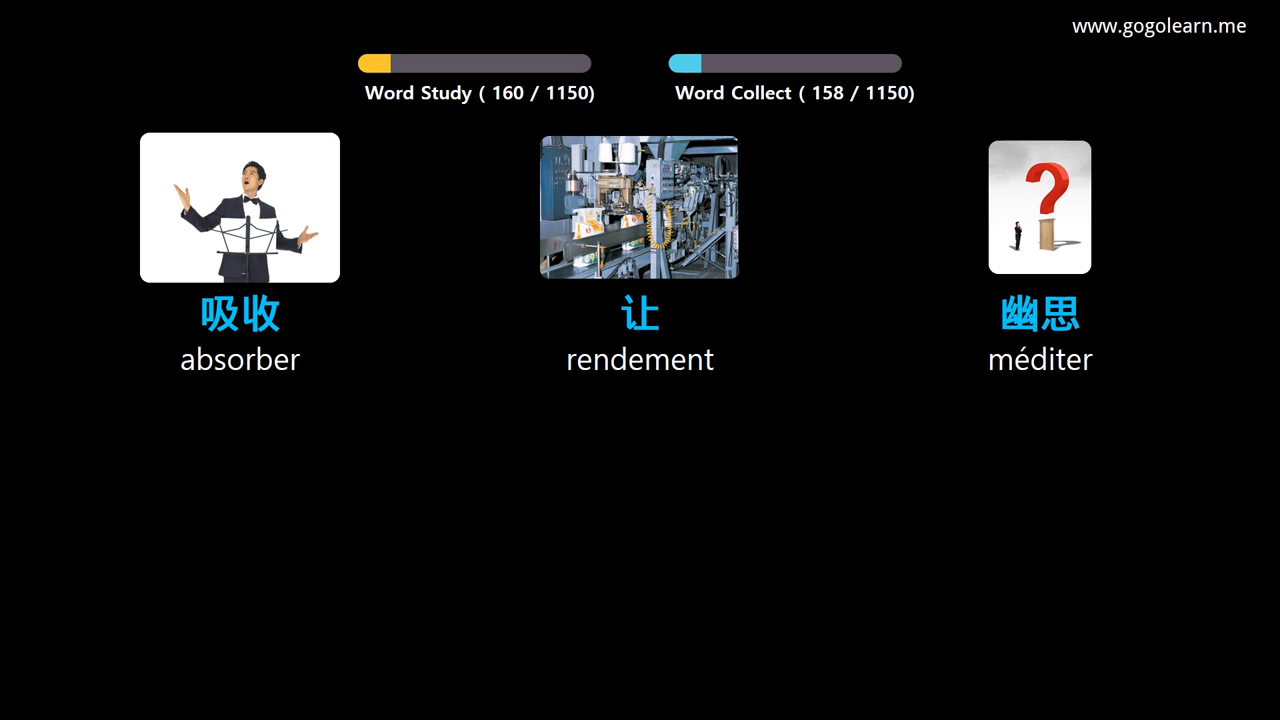 www.gogolearn.me
Word Study ( 160 / 1150)
Word Collect ( 158 / 1150)
吸收
absorber
让
rendement
幽思
méditer